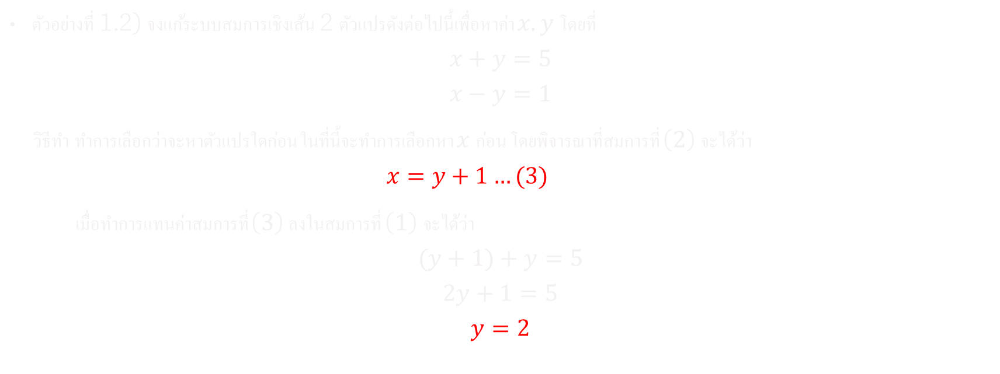 • ตัวอย่างที่ 1.2) จงแก้ระบบสมการเชิงเส้น 2 ตัวแปรดังต่อไปนี้เพื่อหาค่า x. y โดยที่
x + y = 5
x − y = 1
วิธีทำ ทำการเลือกว่าจะหาตัวแปรใดก่อน ในที่นี้จะทำการเลือกหา x ก่อน โดยพิจารณาที่สมการที่ (2) จะได้ว่า
x = y + 1 … (3)
เมื่อทำการแทนค่าสมการที่ (3) ลงในสมการที่ (1) จะได้ว่า
(y + 1) + y = 5
2y + 1 = 5
y = 2